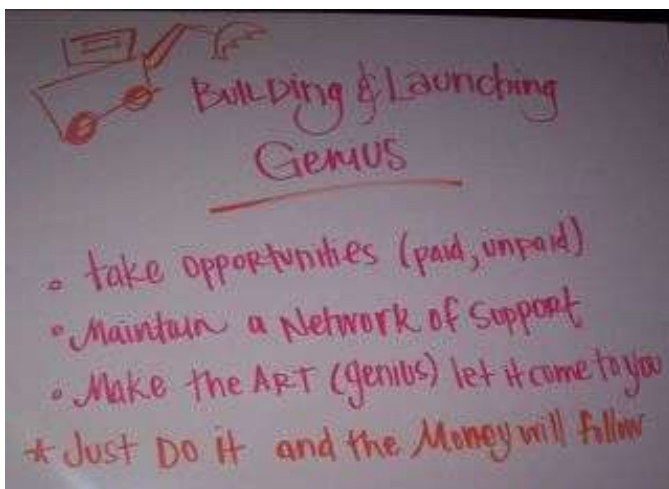 Building & Launching
Genius
• take opportunities (paid, unpaid)
• Maintain a Network of Support
• Make the ART (genius) let it come to you
* Just Do it and the Money will follow